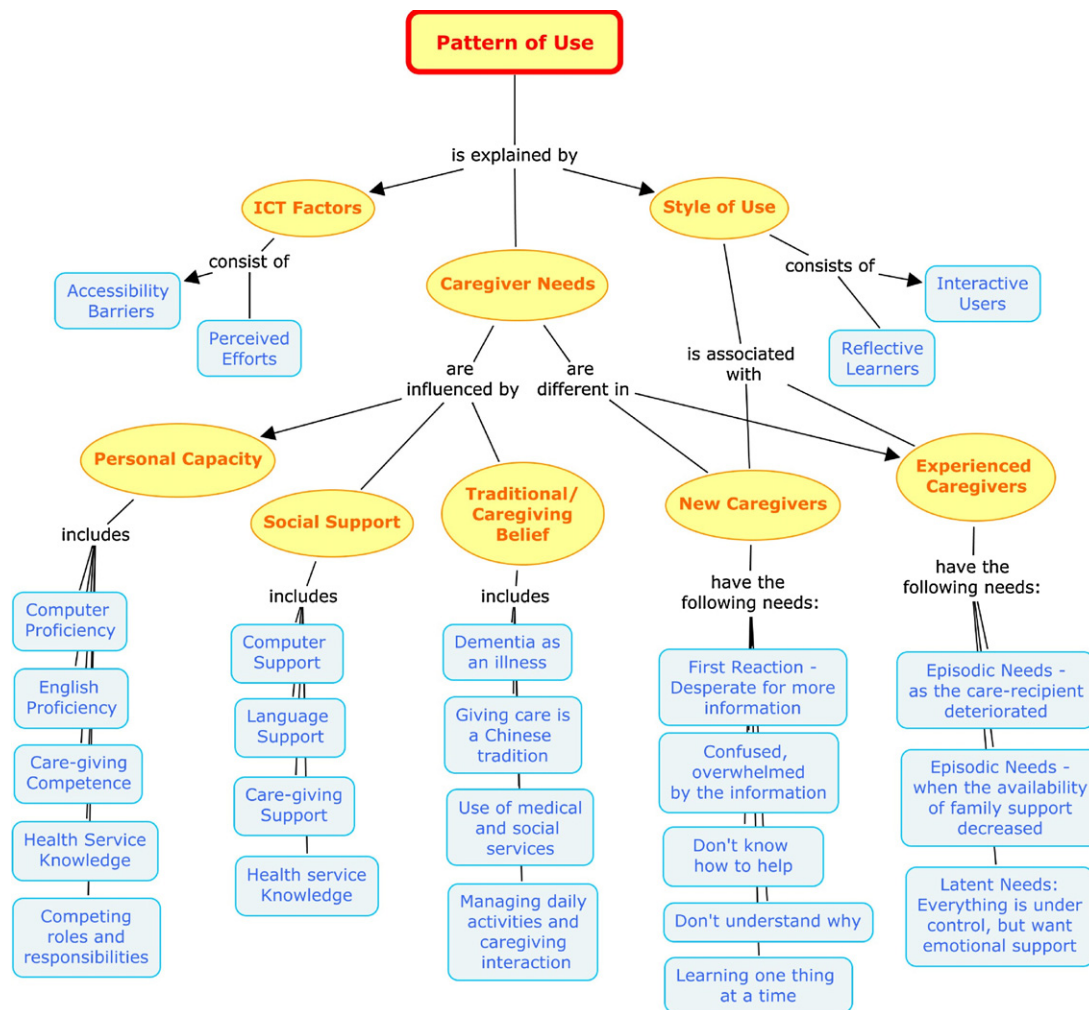 Pattern of Use
is explained by
ICT Factors
Style of Use
consist of
Accessibility
Barriers
Perceived
Efforts
Caregiver Needs
consists of
Interactive
Users
Reflective
Learners
are
influenced by
are
different in
is associated
with
Personal Capacity
Social Support
Traditional/
Caregiving
Belief
New Caregivers
Experienced
Caregivers
includes
Computer
Proficiency
English
Proficiency
Care-giving
Competence
Health Service
Knowledge
Competing
roles and
responsibilities
includes
Computer
Support
Language
Support
Care-giving
Support
Health service
Knowledge
includes
Dementia as
an illness
Giving care is
a Chinese
tradition
Use of medical
and social
services
Managing daily
activities and
caregiving
interaction
have the
following needs:
First Reaction -
Desperate for more
information
Confused,
overwhelmed
by the information
Don't know
how to help
Don't understand why
Learning one thing
at a time
have the
following needs:
Episodic Needs -
as the care-recipient
deteriorated
Episodic Needs -
when the availability
of family support
decreased
Latent Needs:
Everything is under
control, but want
emotional support